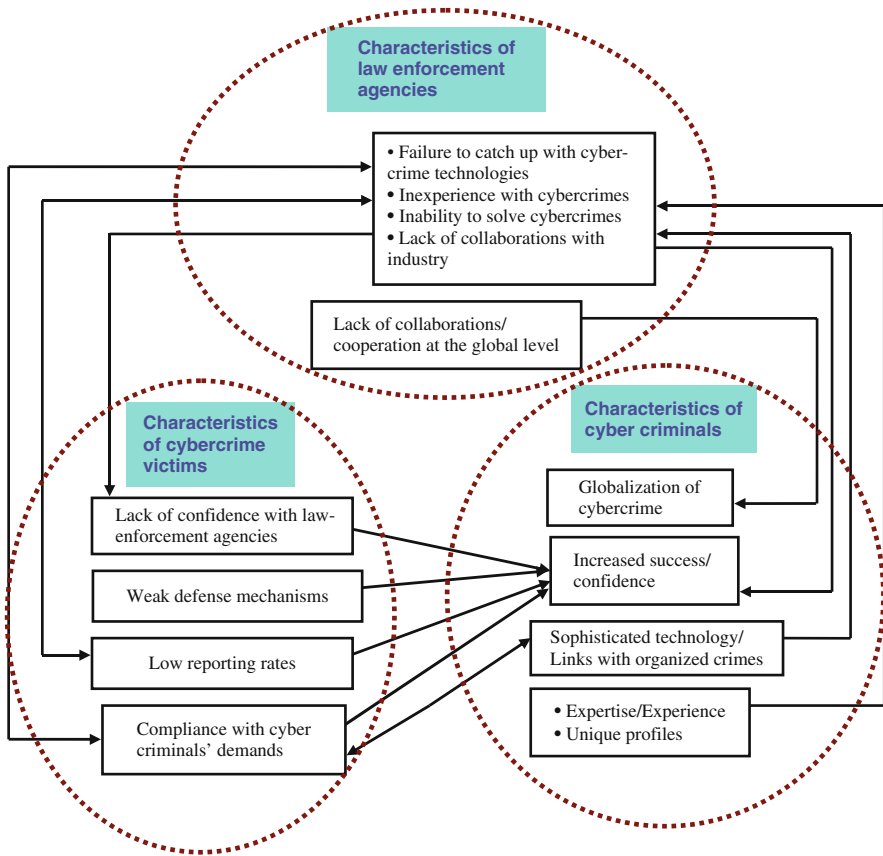 Characteristics of
law enforcement
agencies
• Failure to catch up with cyber-
crime technologies
• Inexperience with cybercrimes
• Inability to solve cybercrimes
• Lack of collaborations with
industry
Lack of collaborations/
cooperation at the global level
Characteristics
of cybercrime
victims
Lack of confidence with law-
enforcement agencies
Weak defense mechanisms
Low reporting rates
Compliance with cyber
criminals’ demands
Characteristics of
cyber criminals
Globalization of
cybercrime
Increased success/
confidence
Sophisticated technology/
Links with organized crimes
• Expertise/Experience
• Unique profiles